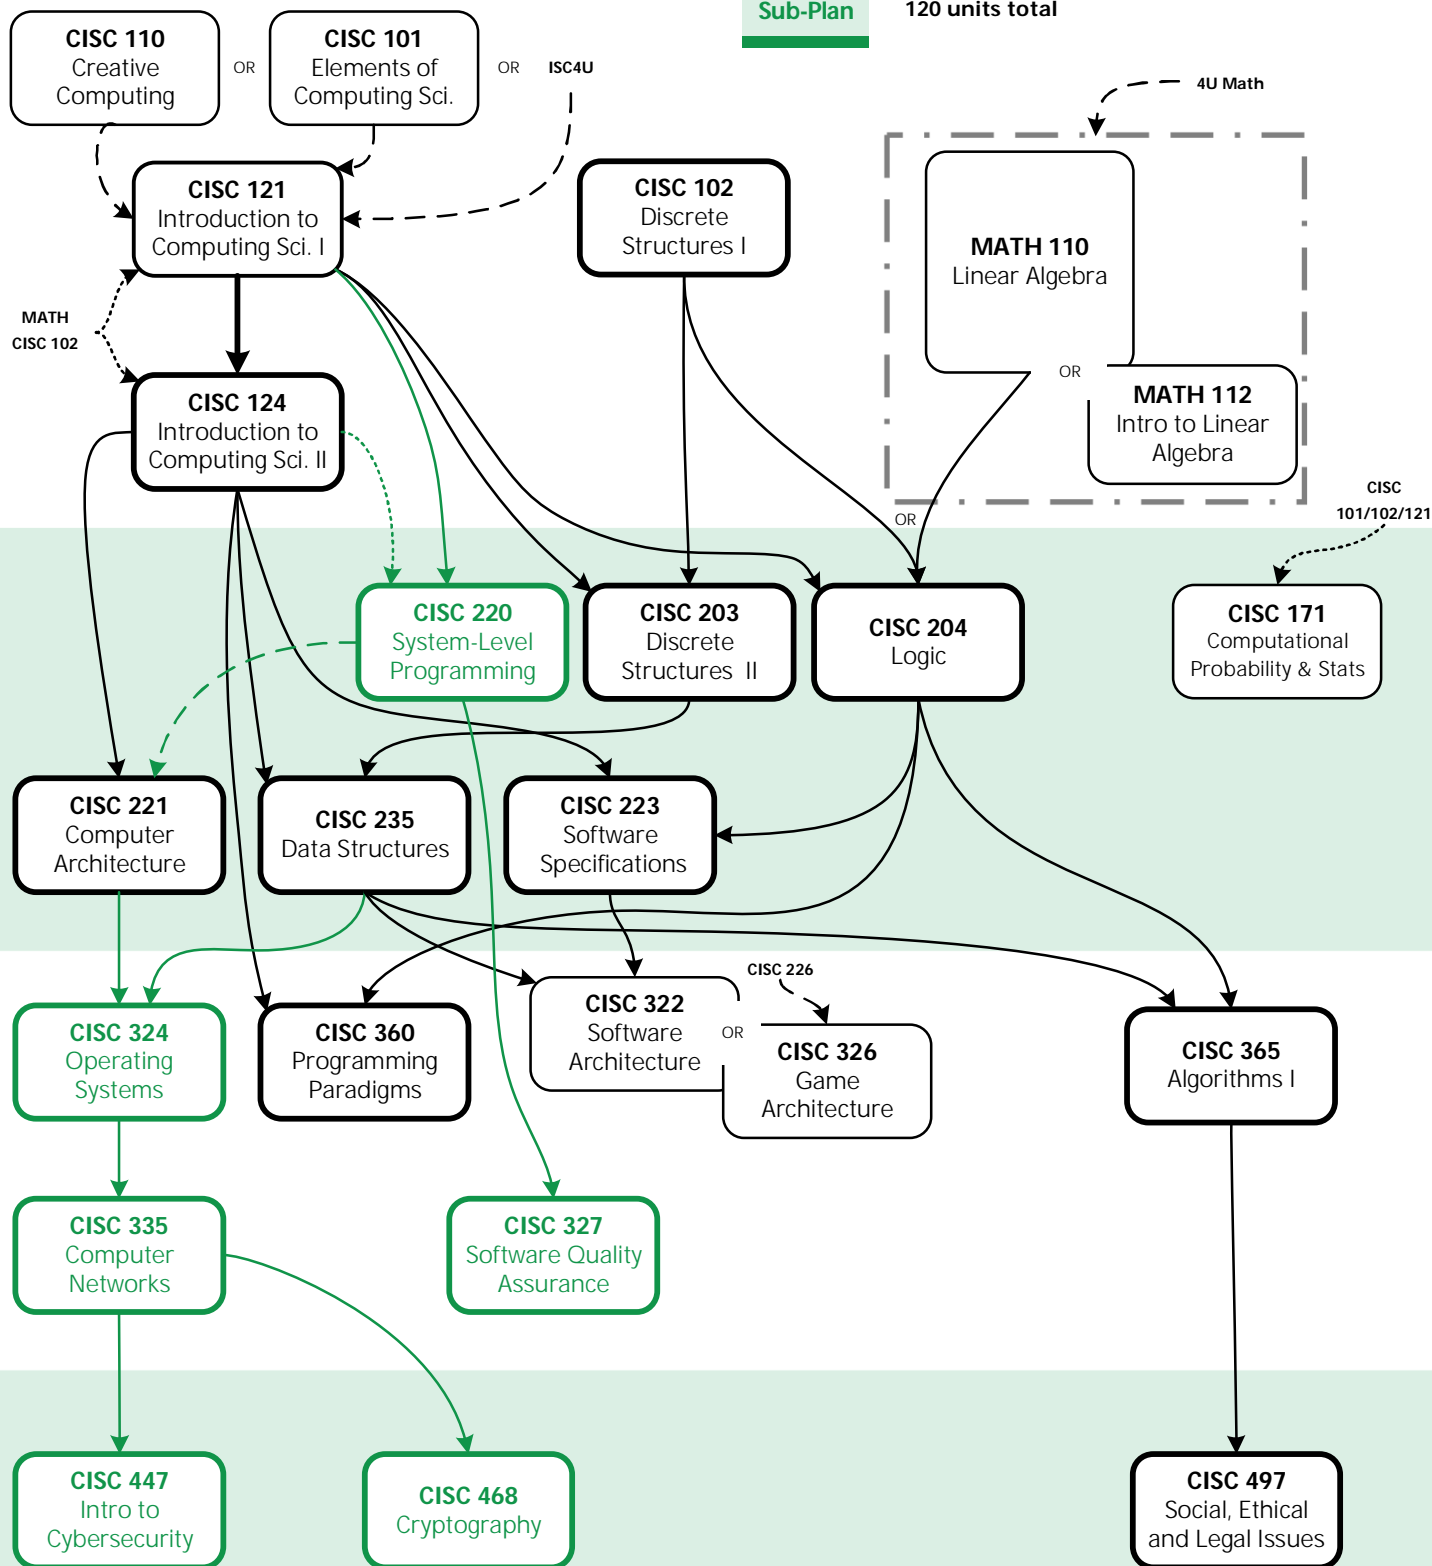 Sub-Plan
120 units total
CISC 110
Creative
Computing
OR
CISC 101
Elements of
Computing Sci.
OR
ISC4U
4U Math
CISC 121
Introduction to
Computing Sci. I
CISC 102
Discrete
Structures I
MATH 110
Linear Algebra
OR
MATH 112
Intro to Linear
Algebra
MATH
CISC 102
CISC 124
Introduction to
Computing Sci. II
CISC
101/102/121
OR
CISC 220
System-Level
Programming
CISC 203
Discrete
Structures II
CISC 204
Logic
CISC 171
Computational
Probability & Stats
CISC 221
Computer
Architecture
CISC 235
Data Structures
CISC 223
Software
Specifications
CISC 226
CISC 324
Operating
Systems
CISC 360
Programming
Paradigms
CISC 322
Software
Architecture
OR
CISC 326
Game
Architecture
CISC 365
Algorithms I
CISC 335
Computer
Networks
CISC 327
Software Quality
Assurance
CISC 447
Intro to
Cybersecurity
CISC 468
Cryptography
CISC 497
Social, Ethical
and Legal Issues